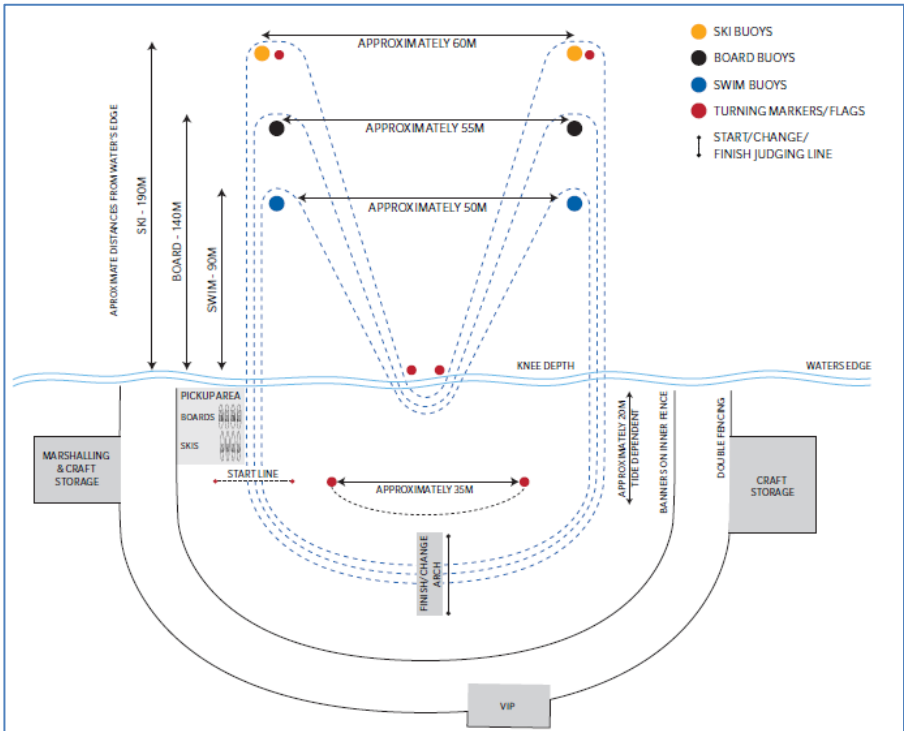 APPROXIMATELY 60M
SKI BUOYS
BOARD BUOYS
SWIM BUOYS
TURNING MARKERS/FLAGS
START/CHANGE/
FINISH JUDGING LINE
APPROXIMATELY 55M
APPROXIMATELY 50M
APROXIMATE DISTANCES FROM WATER'S EDGE
SKI - 190M
BOARD - 140M
SWIM - 90M
KNEE DEPTH
WATERS EDGE
PICKUP AREA
BOARDS
SKIS
MARSHALLING
& CRAFT
STORAGE
START LINE
APPROXIMATELY 35M
APPROXIMATELY 20M
TIDE DEPENDENT
BANNERS ON INNER FENCE
DOUBLE FENCING
CRAFT
STORAGE
FINISH/CHANGE
ARCH
VIP